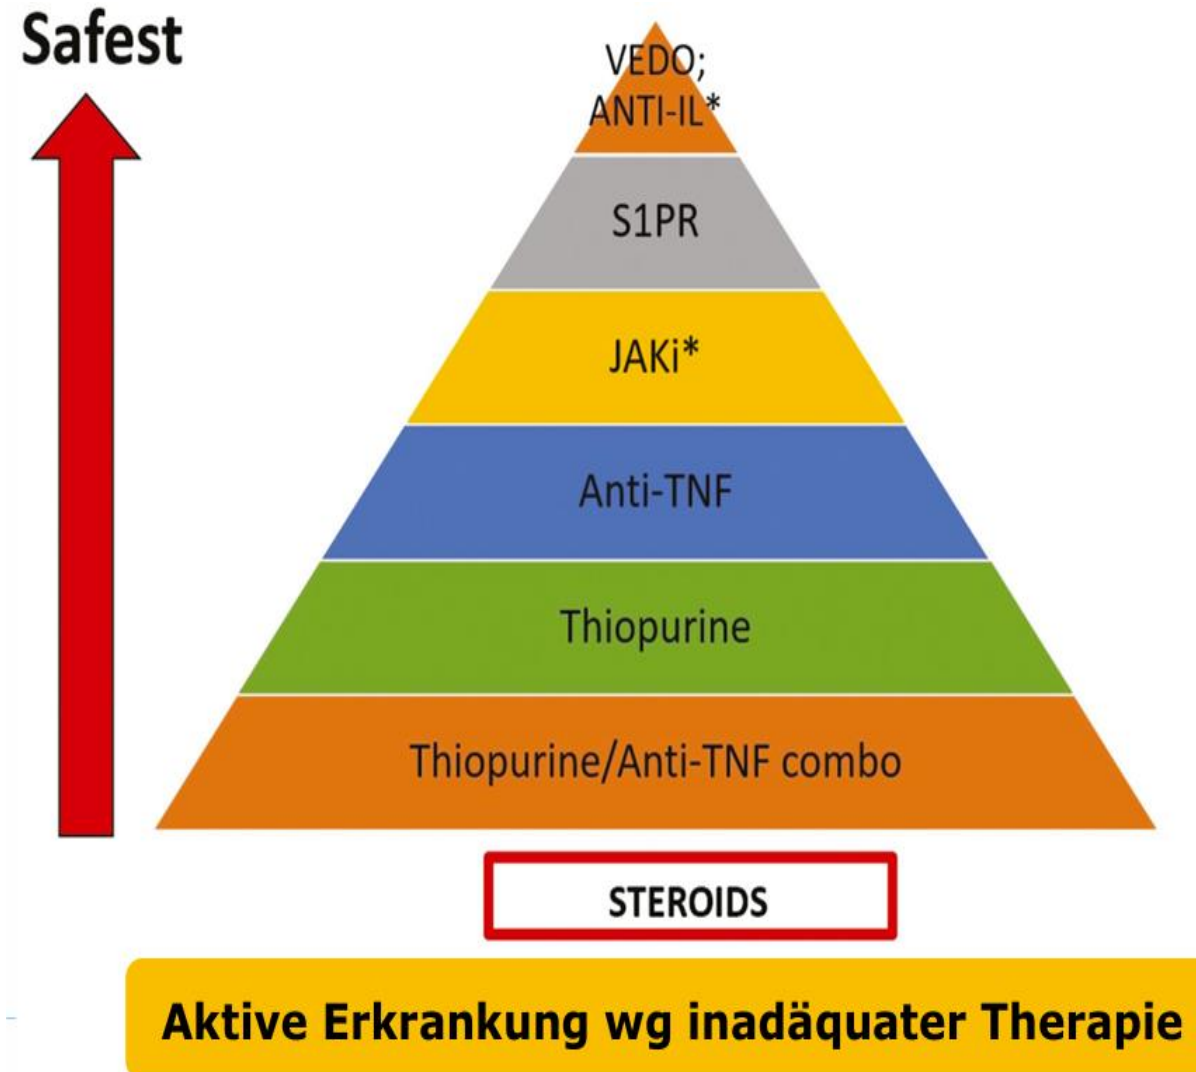 Safest
VEDO;
ANTI-IL*
S1PR
JAKi*
Anti-TNF
Thiopurine
Thiopurine/Anti-TNF combo
STEROIDS
Aktive Erkrankung wg inadäquater Therapie